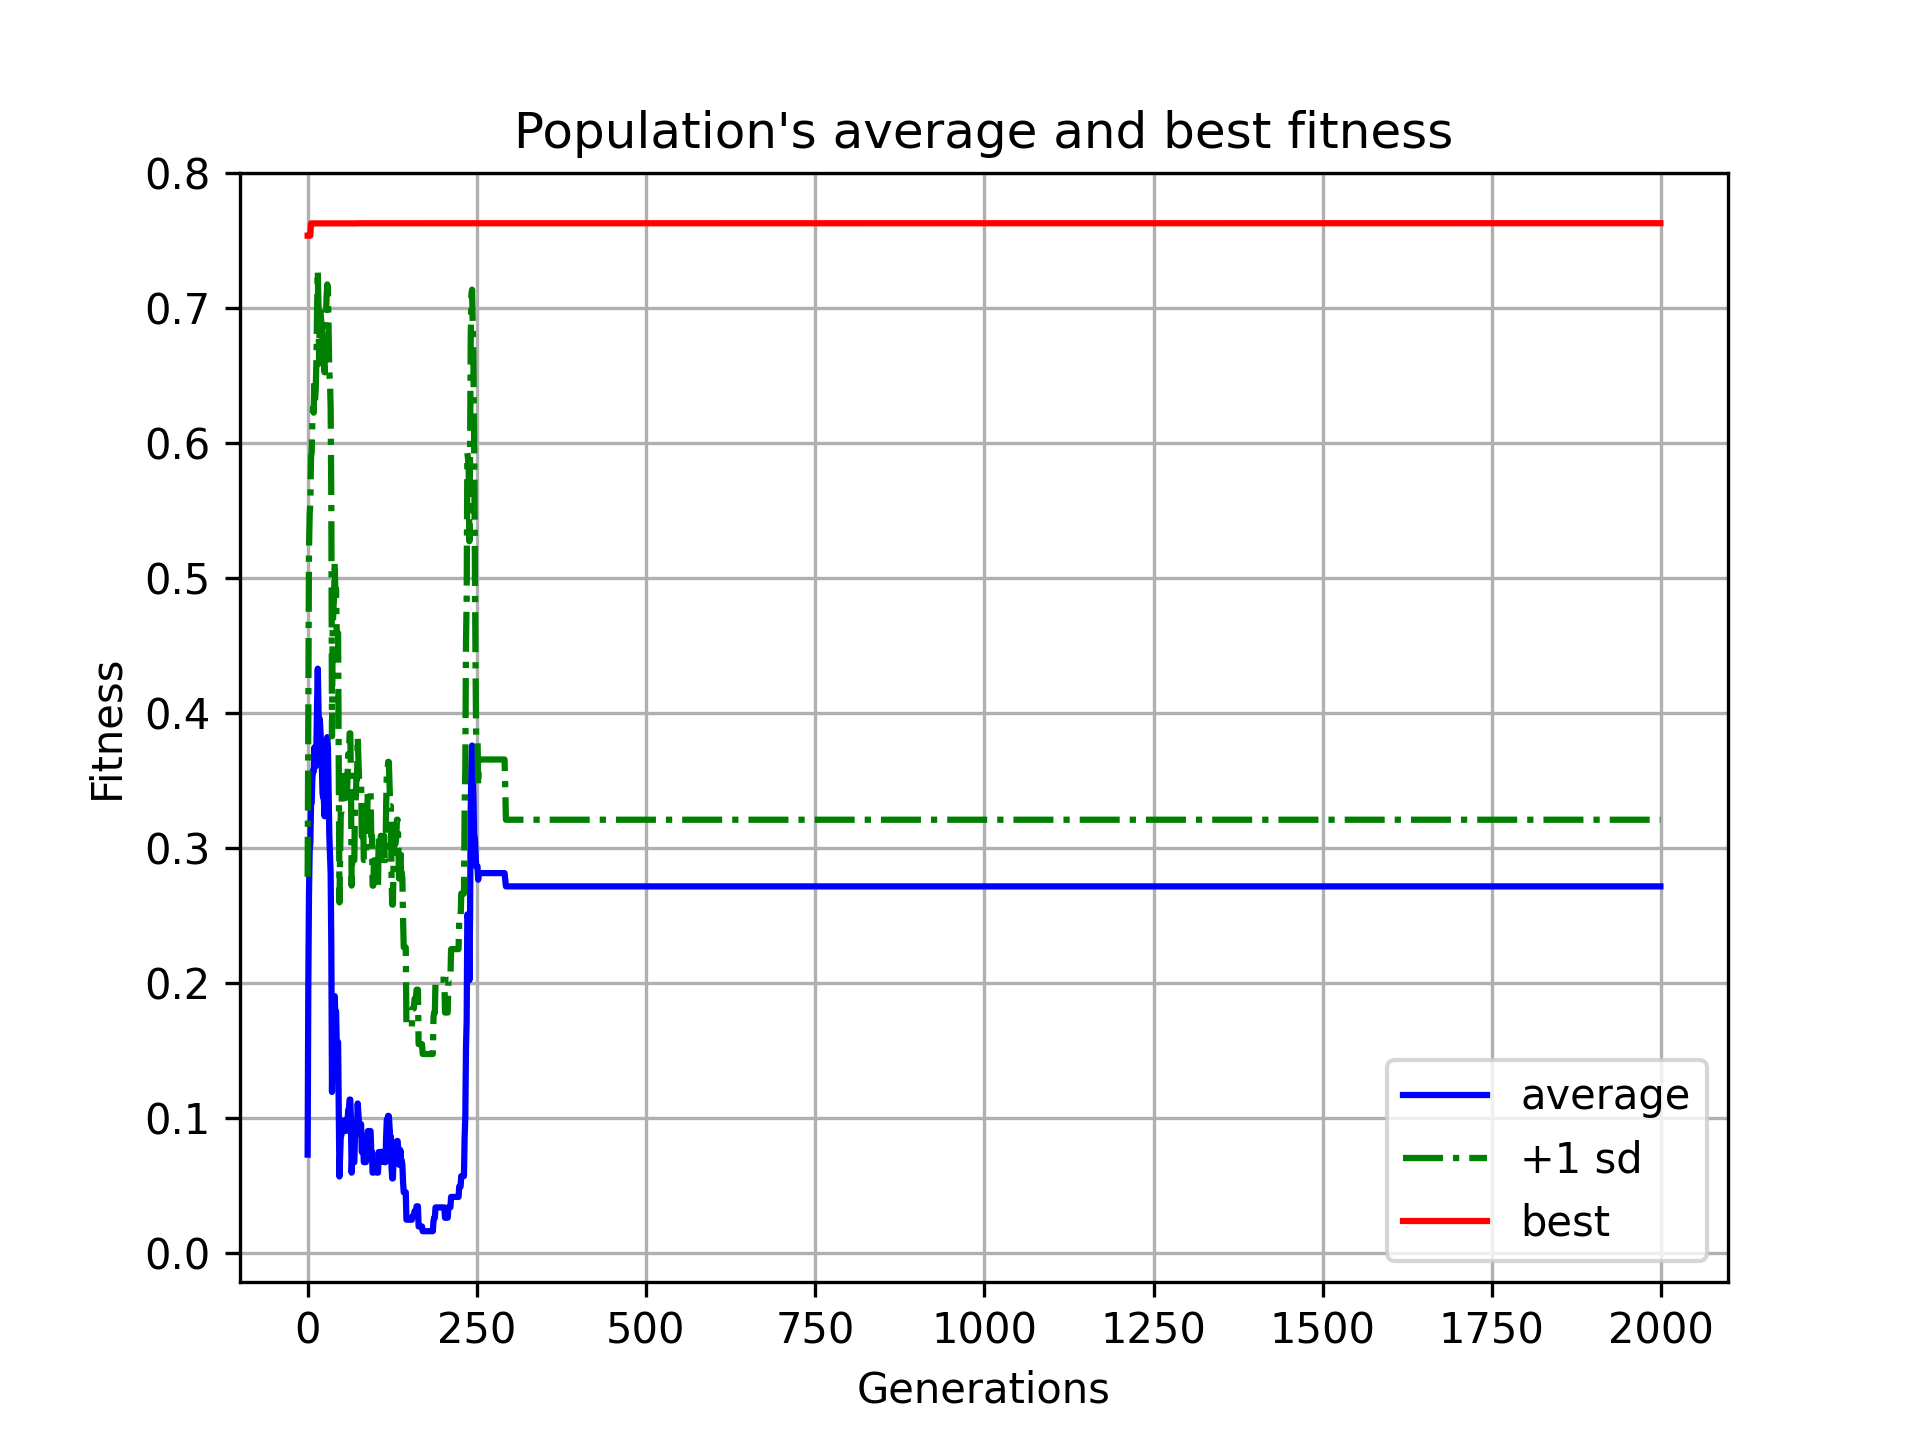 Population's average and best fitness
0.8
0.7
0.6
0.5
0.4
0.3
0.2
0.1
0.0
Fitness
average
+1 sd
best
0 250 500 750 1000 1250 1500 1750 2000
Generations